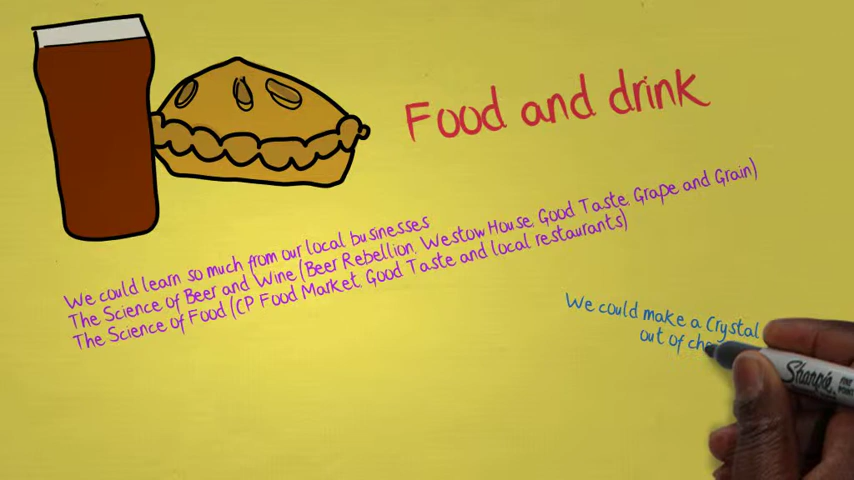 Food and drink
We could learn so much from our local businesses
The Science of Beer and Wine (Beer Rebellion, Westow House, Good Taste, Grape and Grain)
The Science of Food (CP Food Market, Good Taste and local restaurants)
We could make a Crystal
out of ch
Sharpie